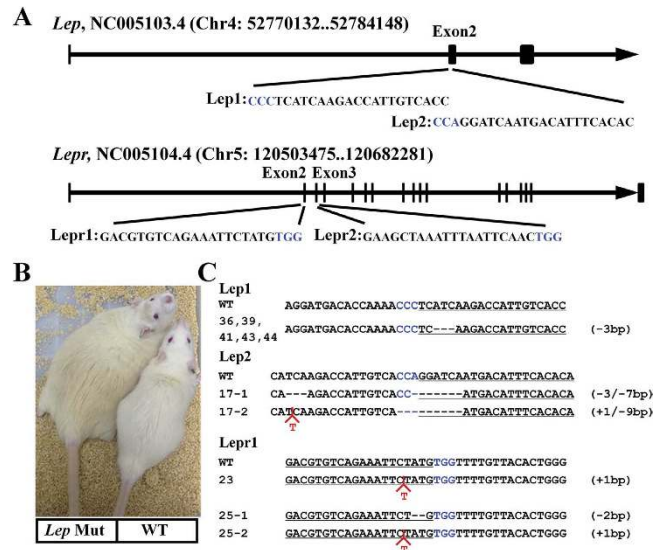 A
Lep, NC005103.4 (Chr4: 52770132..52784148)
Exon2
Lep1:CCCTCATCAAGACCATTGTCACC
Lep2:CCAGGATCAATGACATTTCACAC
Lepr, NC005104.4 (Chr5: 120503475..120682281)
Exon2 Exon3
Lepr1:GACGTGTCAGAAATTCTATGTGG
Lepr2:GAAGCTAAATTTAATTCAACTGG
B
Lep Mut WT
C
Lep1
WT AGGATGACACCAAAACCCTCATCAAGACCATTGTCACC
36,39,
41,43,44 AGGATGACACCAAAACCCTC---AAGACCATTGTCACC (-3bp)
Lep2
WT CATCAAGACCATTGTCACCAGGATCAATGACATTTCACACA
17-1 CA---AGACCATTGTCACC-------ATGACATTTCACACA (-3/-7bp)
17-2 CATCAAGACCATTGTCA---------ATGACATTTCACACA (+1/-9bp)
T
Lepr1
WT GACGTGTCAGAAATTCTATGTGGTTTTGTTACACTGGG
23 GACGTGTCAGAAATTCTATGTGGTTTTGTTACACTGGG (+1bp)
T
25-1 GACGTGTCAGAAATTCT--GTGGTTTTGTTACACTGGG (-2bp)
25-2 GACGTGTCAGAAATTCTATGTGGTTTTGTTACACTGGG (+1bp)
T